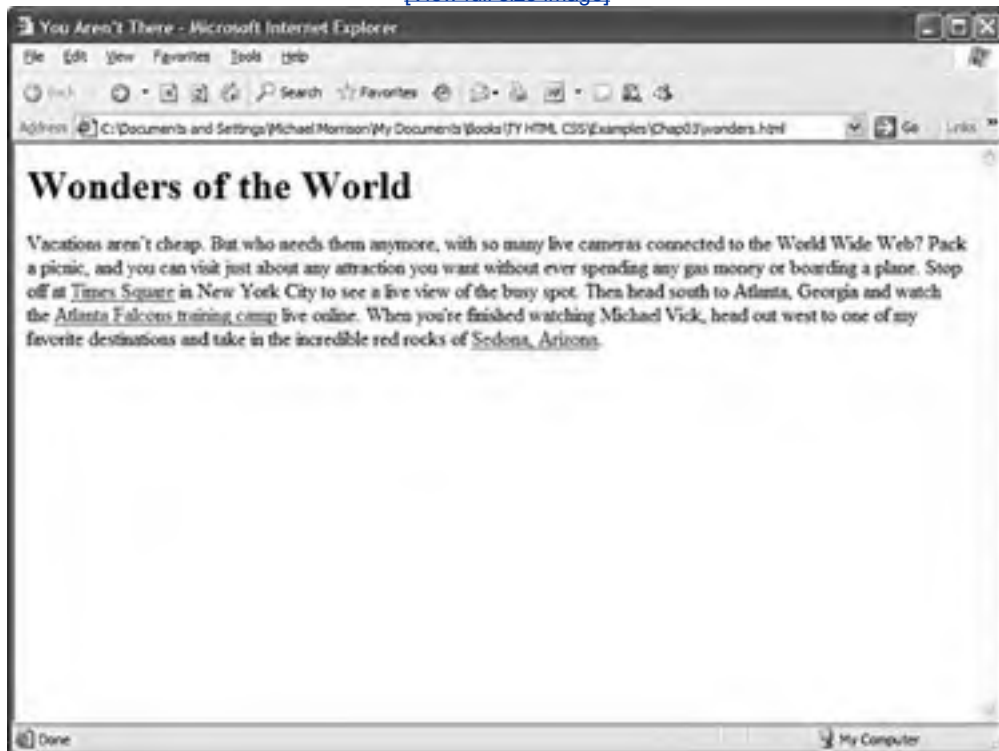 [View full size image]
You Aren't There - Microsoft Internet Explorer
File Edit View Favorites Tools Help
Back Search Favorites
Address C:\Documents and Settings\Michael Morrison\My Documents\Books\TY HTML CSS\Examples\Chap03\wonders.html Go Links »
Wonders of the World
Vacations aren't cheap. But who needs them anymore, with so many live cameras connected to the World Wide Web? Pack
a picnic, and you can visit just about any attraction you want without ever spending any gas money or boarding a plane. Stop
off at Times Square in New York City to see a live view of the busy spot. Then head south to Atlanta, Georgia and watch
the Atlanta Falcons training camp live online. When you're finished watching Michael Vick, head out west to one of my
favorite destinations and take in the incredible red rocks of Sedona, Arizona.
Done My Computer